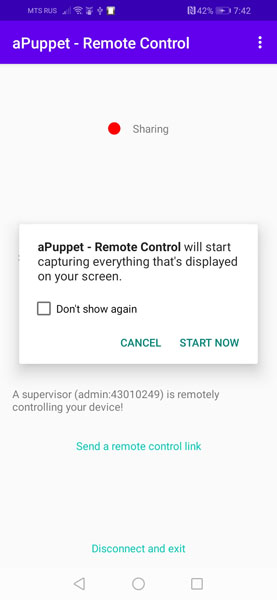 MTS RUS 42% 7:42
aPuppet - Remote Control
Sharing
aPuppet - Remote Control will start
capturing everything that's displayed
on your screen.
Don't show again
CANCEL START NOW
A supervisor (admin:43010249) is remotely
controlling your device!
Send a remote control link
Disconnect and exit